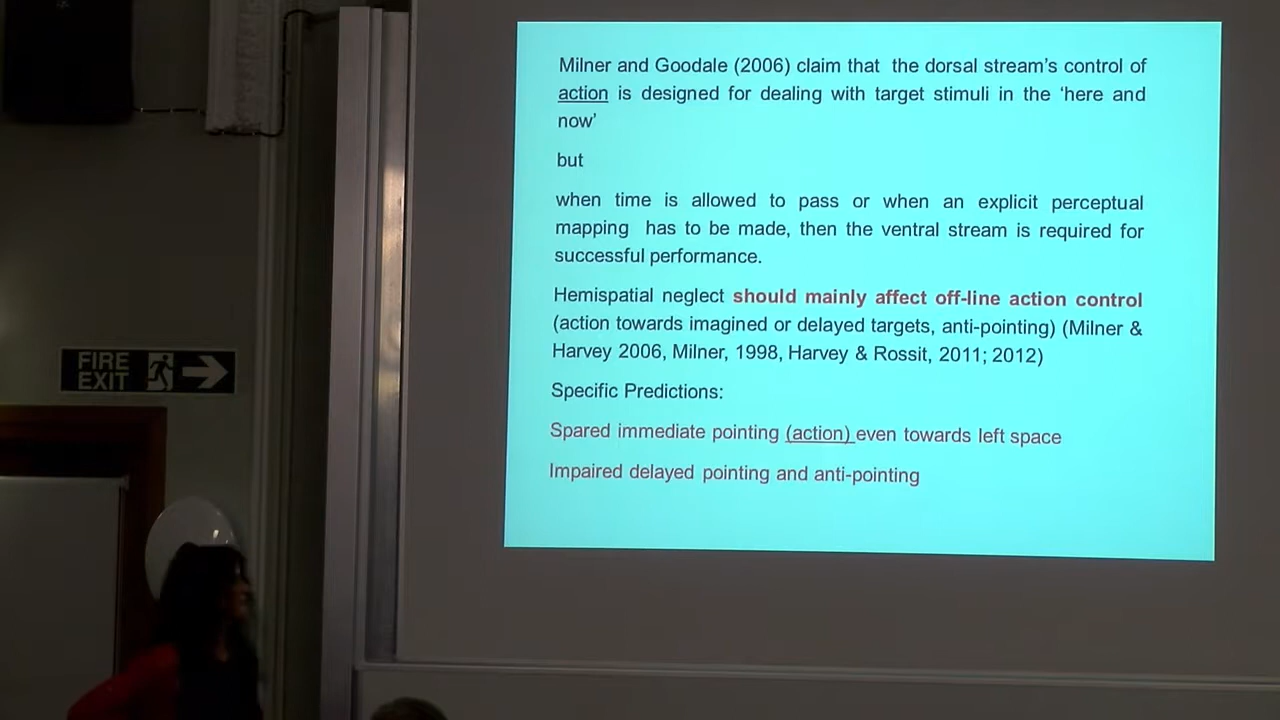 Milner and Goodale (2006) claim that the dorsal stream's control of
action is designed for dealing with target stimuli in the 'here and
now'
but
when time is allowed to pass or when an explicit perceptual
mapping has to be made, then the ventral stream is required for
successful performance.
Hemispatial neglect should mainly affect off-line action control
(action towards imagined or delayed targets, anti-pointing) (Milner &
Harvey 2006, Milner, 1998, Harvey & Rossit, 2011; 2012)
Specific Predictions:
Spared immediate pointing (action) even towards left space
Impaired delayed pointing and anti-pointing
FIRE
EXIT